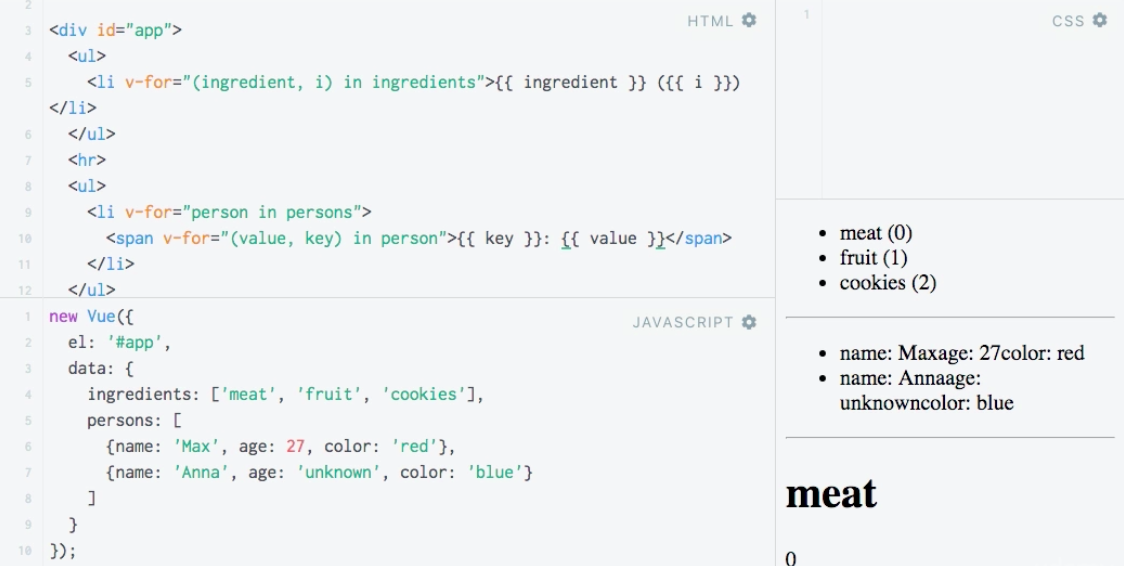 2
HTML
3 <div id="app">
4 <ul>
5 <li v-for="(ingredient, i) in ingredients">{{ ingredient }} ({{ i }})
</li>
6 </ul>
7 <hr>
8 <ul>
9 <li v-for="person in persons">
10 <span v-for="(value, key) in person">{{ key }}: {{ value }}</span>
11 </li>
12 </ul>
JAVASCRIPT
1 new Vue({
2 el: '#app',
3 data: {
4 ingredients: ['meat', 'fruit', 'cookies'],
5 persons: [
6 {name: 'Max', age: 27, color: 'red'},
7 {name: 'Anna', age: 'unknown', color: 'blue'}
8 ]
9 }
10 });
1
CSS
• meat (0)
• fruit (1)
• cookies (2)
• name: Maxage: 27color: red
• name: Annaage:
unknowncolor: blue
meat
0